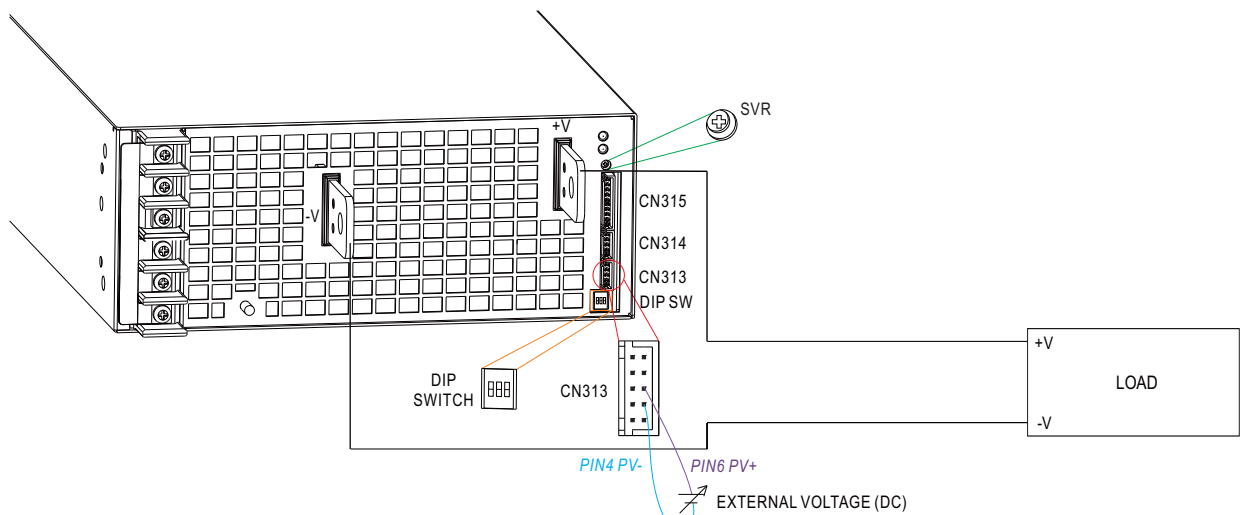 SVR
+V
-V
CN315
CN314
CN313
DIP SW
DIP
SWITCH
CN313
+V
LOAD
-V
PIN4 PV-
PIN6 PV+
EXTERNAL VOLTAGE (DC)